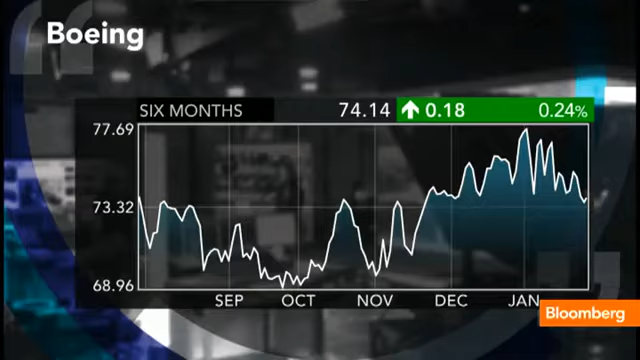 Boeing
SIX MONTHS 74.14 0.18 0.24%
77.69
73.32
68.96
SEP OCT NOV DEC JAN
Bloomberg